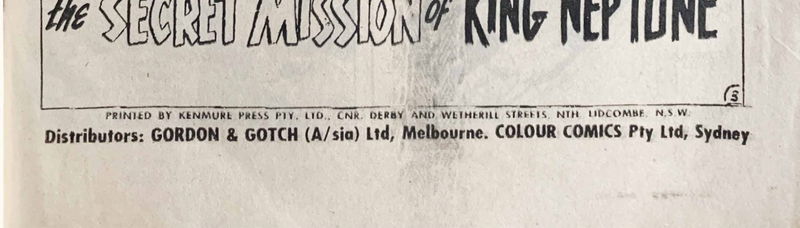 the SECRET MISSION of KING NEPTUNE
3
PRINTED BY KENMURE PRESS PTY. LTD., CNR. DERBY AND WETHERILL STREETS, NTH. LIDCOMBE, N.S.W.
Distributors: GORDON & GOTCH (A/sia) Ltd, Melbourne. COLOUR COMICS Pty Ltd, Sydney